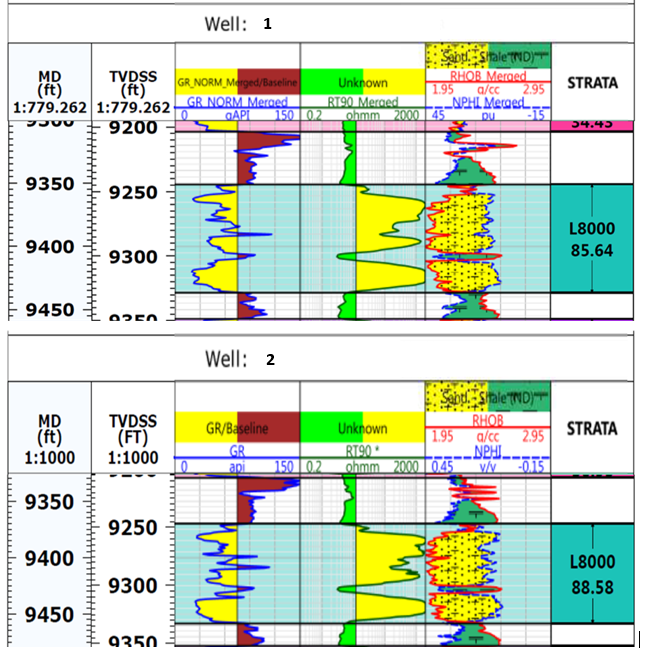 Well: 1
MD (ft) 1:779.262
TVDSS (ft) 1:779.262
GR_NORM_Merged/Baseline
GR_NORM_Merged
0 gAPI 150
Unknown
RT90_Merged
0.2 ohmm 2000
Sand Shale (ND)
RHOB_Merged
1.95 g/cc 2.95
NPHI_Merged
45 pu -15
STRATA
9300 9200 34.43
9350 9250
L8000
9400 85.64
9300
9450 9350
Well: 2
MD (ft) 1:1000
TVDSS (FT) 1:1000
GR/Baseline
GR
0 api 150
Unknown
RT90 *
0.2 ohmm 2000
Sand Shale (ND)
RHOB
1.95 g/cc 2.95
NPHI
0.45 v/v -0.15
STRATA
9350
9250
9400 L8000
9300 88.58
9450
9350